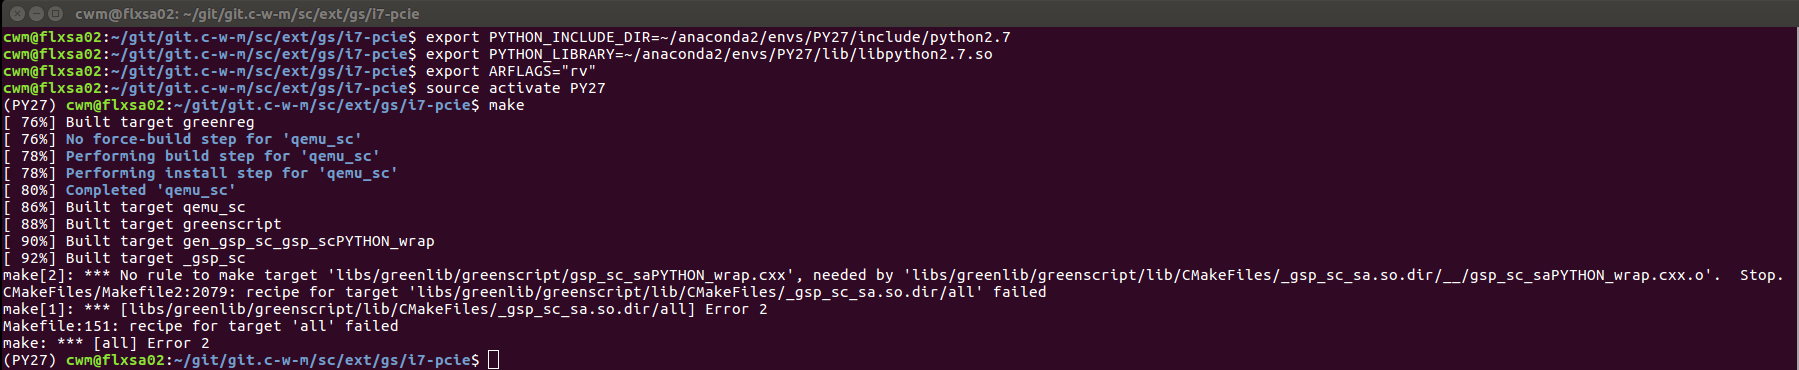 cwm@flxsa02: ~/git/git.c-w-m/sc/ext/gs/i7-pcie
cwm@flxsa02:~/git/git.c-w-m/sc/ext/gs/i7-pcie$ export PYTHON_INCLUDE_DIR=~/anaconda2/envs/PY27/include/python2.7
cwm@flxsa02:~/git/git.c-w-m/sc/ext/gs/i7-pcie$ export PYTHON_LIBRARY=~/anaconda2/envs/PY27/lib/libpython2.7.so
cwm@flxsa02:~/git/git.c-w-m/sc/ext/gs/i7-pcie$ export ARFLAGS="rv"
cwm@flxsa02:~/git/git.c-w-m/sc/ext/gs/i7-pcie$ source activate PY27
(PY27) cwm@flxsa02:~/git/git.c-w-m/sc/ext/gs/i7-pcie$ make
[ 76%] Built target greenreg
[ 76%] No force-build step for 'qemu_sc'
[ 78%] Performing build step for 'qemu_sc'
[ 78%] Performing install step for 'qemu_sc'
[ 80%] Completed 'qemu_sc'
[ 86%] Built target qemu_sc
[ 88%] Built target greenscript
[ 90%] Built target gen_gsp_sc_gsp_scPYTHON_wrap
[ 92%] Built target _gsp_sc
make[2]: *** No rule to make target 'libs/greenlib/greenscript/gsp_sc_saPYTHON_wrap.cxx', needed by 'libs/greenlib/greenscript/lib/CMakeFiles/_gsp_sc_sa.so.dir/__/gsp_sc_saPYTHON_wrap.cxx.o'.  Stop.
CMakeFiles/Makefile2:2079: recipe for target 'libs/greenlib/greenscript/lib/CMakeFiles/_gsp_sc_sa.so.dir/all' failed
make[1]: *** [libs/greenlib/greenscript/lib/CMakeFiles/_gsp_sc_sa.so.dir/all] Error 2
Makefile:151: recipe for target 'all' failed
make: *** [all] Error 2
(PY27) cwm@flxsa02:~/git/git.c-w-m/sc/ext/gs/i7-pcie$